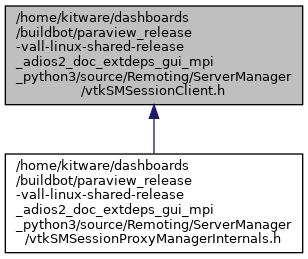 /home/kitware/dashboards
/buildbot/paraview_release
-vall-linux-shared-release
_adios2_doc_extdeps_gui_mpi
_python3/source/Remoting/ServerManager
/vtkSMSessionClient.h
/home/kitware/dashboards
/buildbot/paraview_release
-vall-linux-shared-release
_adios2_doc_extdeps_gui_mpi
_python3/source/Remoting/ServerManager
/vtkSMSessionProxyManagerInternals.h